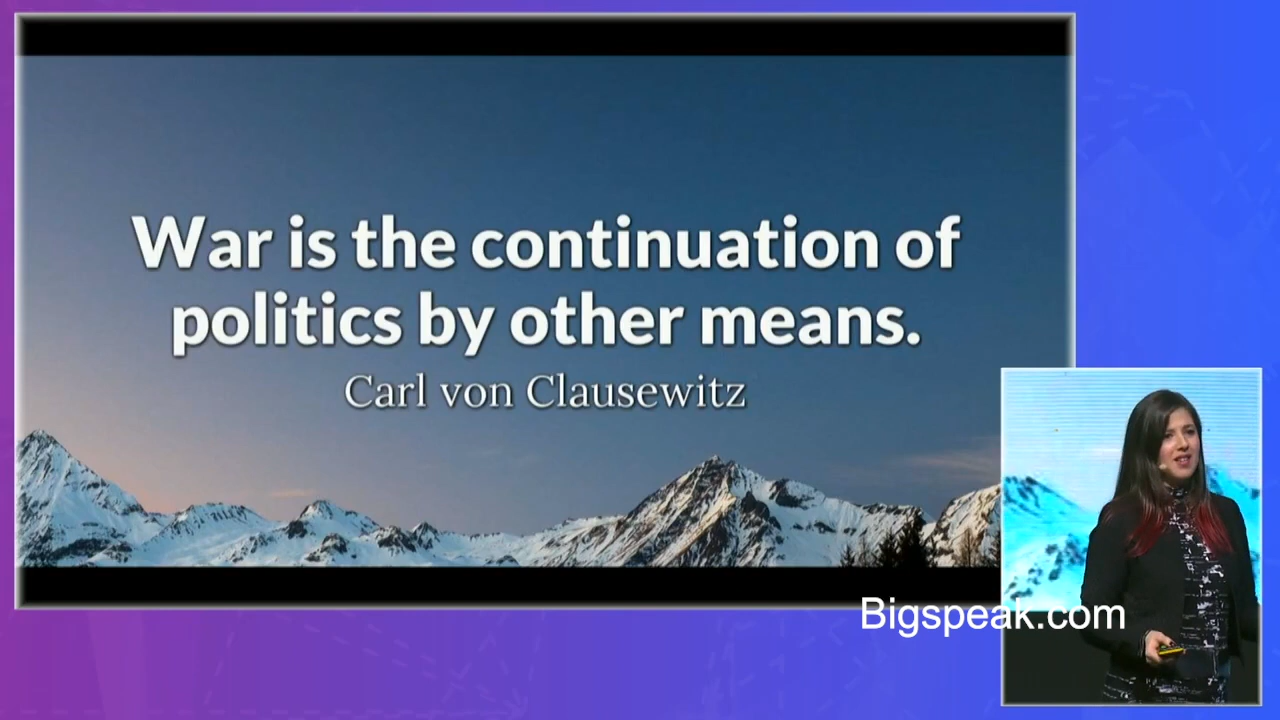 War is the continuation of
politics by other means.
Carl von Clausewitz
Bigspeak.com